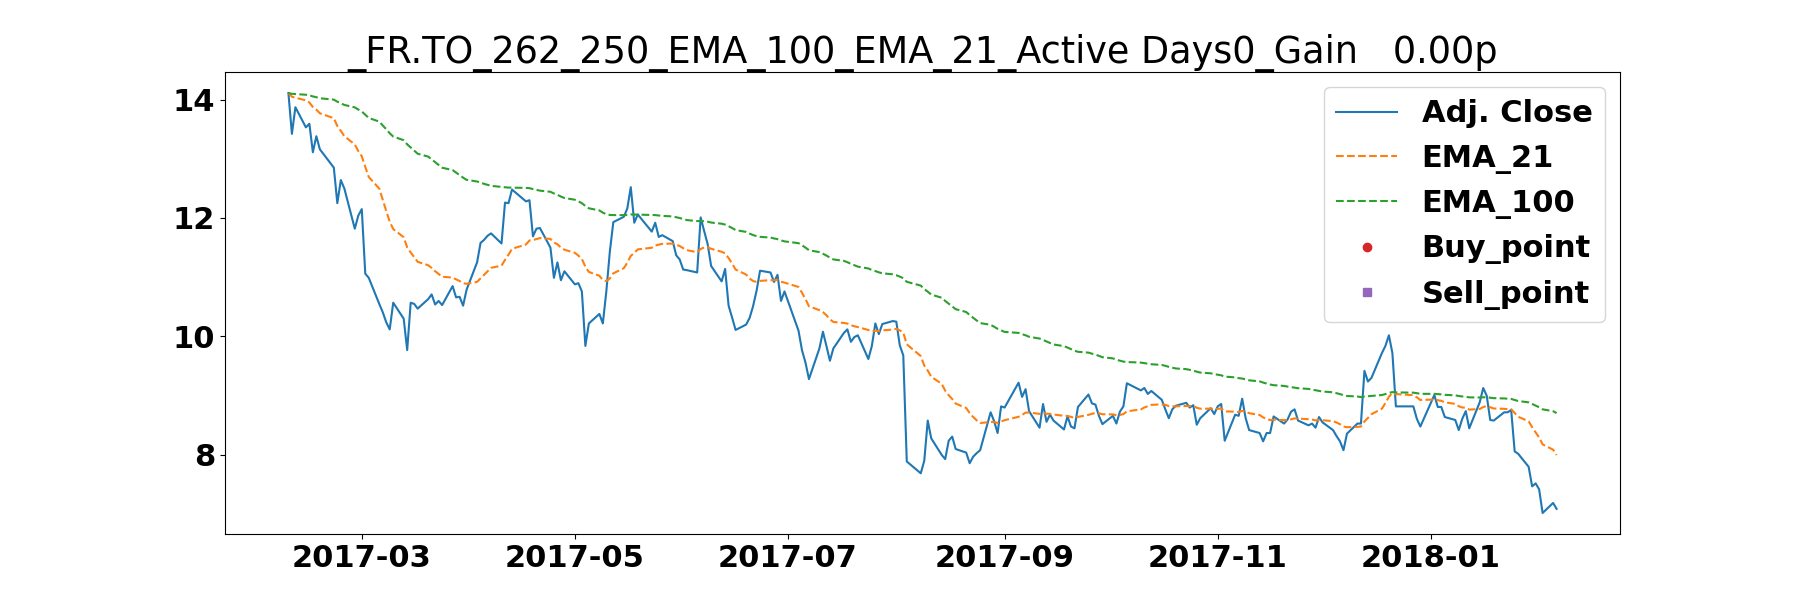 _FR.TO_262_250_EMA_100_EMA_21_Active Days0_Gain   0.00p
14
12
10
8
Adj. Close
EMA_21
EMA_100
Buy_point
Sell_point
2017-03 2017-05 2017-07 2017-09 2017-11 2018-01